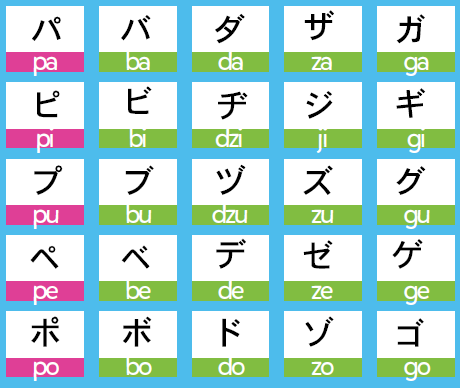 パ バ ダ ザ ガ
pa ba da za ga
ピ ビ ヂ ジ ギ
pi bi dzi ji gi
プ ブ ヅ ズ グ
pu bu dzu zu gu
ペ ベ デ ゼ ゲ
pe be de ze ge
ポ ボ ド ゾ ゴ
po bo do zo go